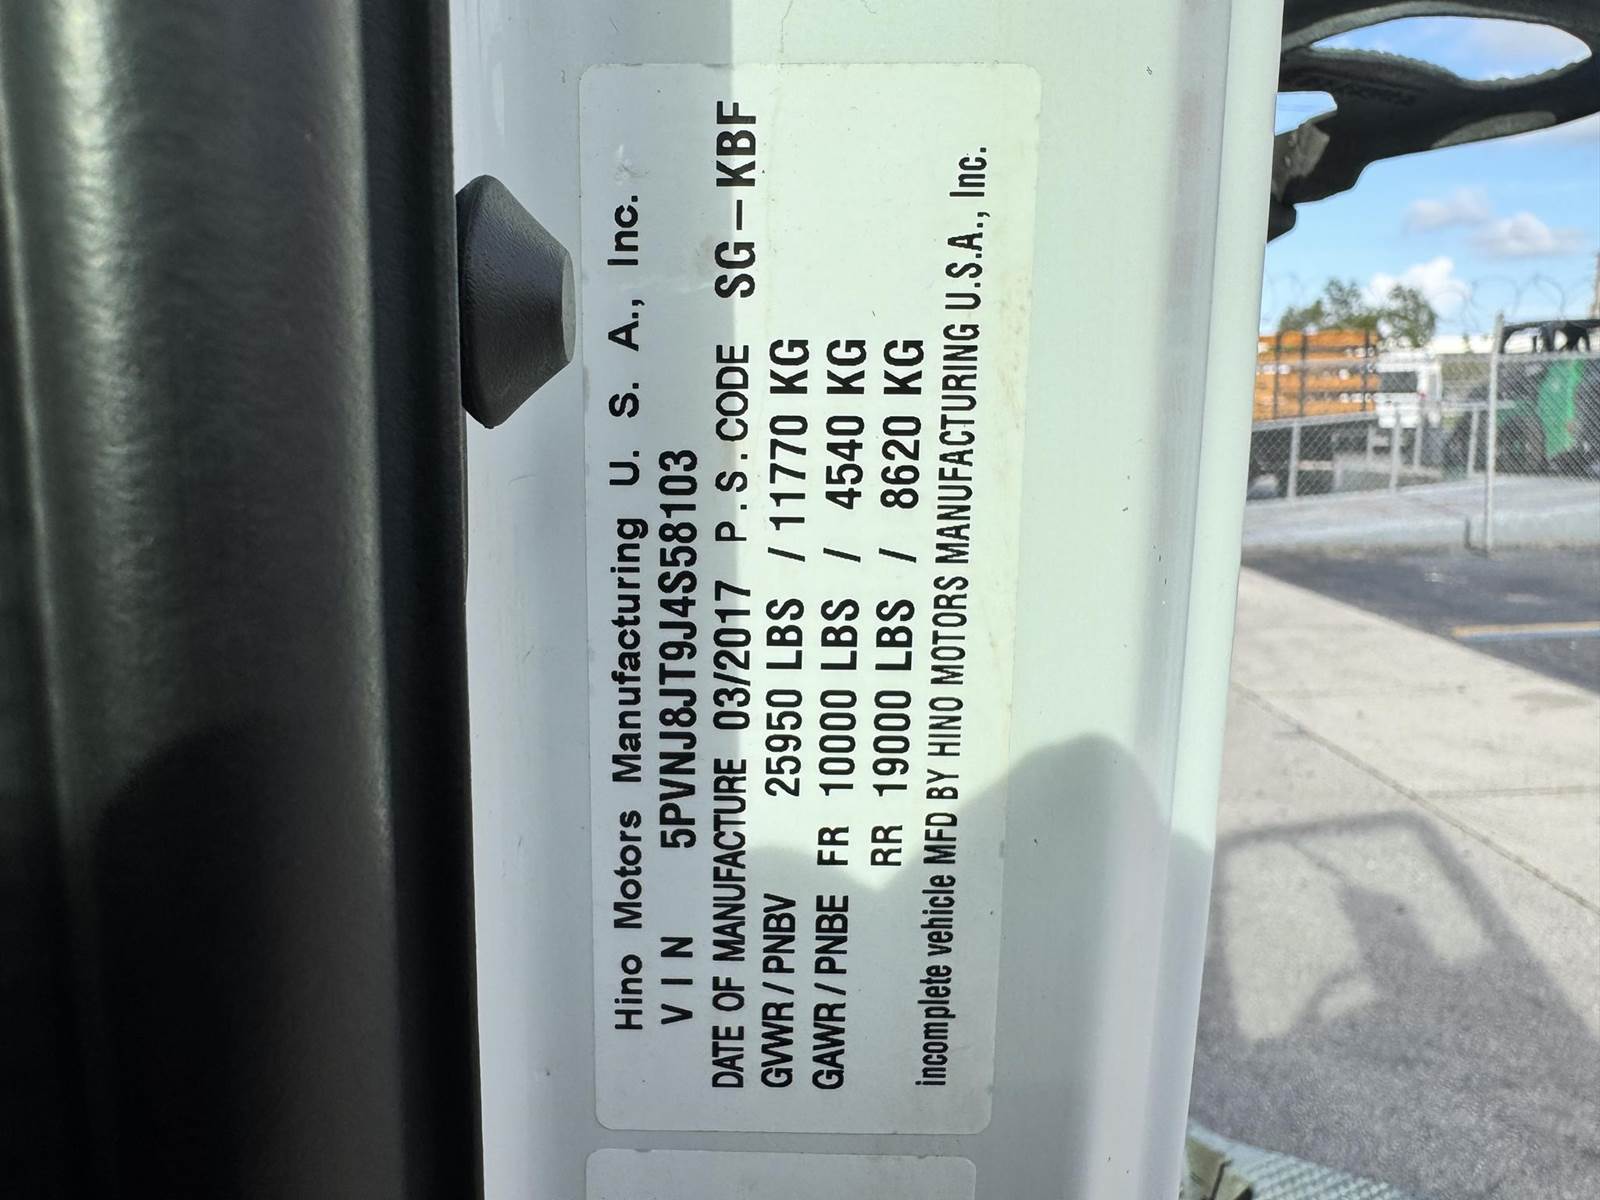 Hino Motors Manufacturing U. S. A., Inc.
VIN 5PVNJ8JT9J4S58103
DATE OF MANUFACTURE 03/2017 P.S.CODE SG-KBF
GVWR/PNBV 25950 LBS / 11770 KG
GAWR/PNBE FR 10000 LBS / 4540 KG
RR 19000 LBS / 8620 KG
incomplete vehicle MFD BY HINO MOTORS MANUFACTURING U.S.A., Inc.